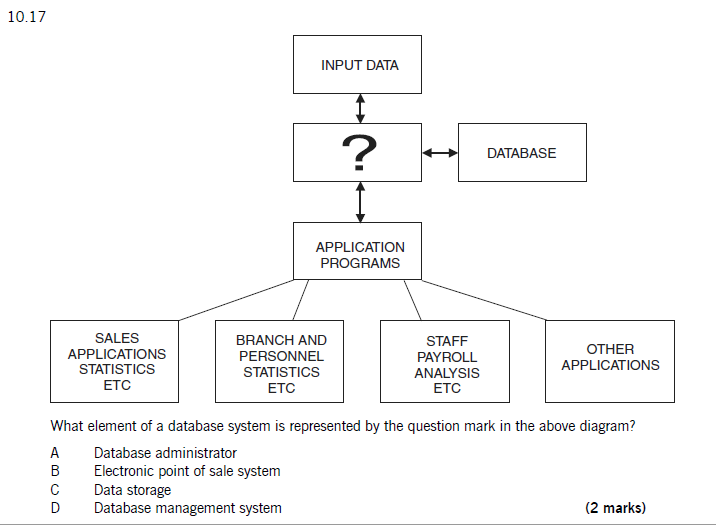 10.17
INPUT DATA
?
DATABASE
APPLICATION
PROGRAMS
SALES
APPLICATIONS
STATISTICS
ETC
BRANCH AND
PERSONNEL
STATISTICS
ETC
STAFF
PAYROLL
ANALYSIS
ETC
OTHER
APPLICATIONS
What element of a database system is represented by the question mark in the above diagram?
A Database administrator
B Electronic point of sale system
C Data storage
D Database management system (2 marks)